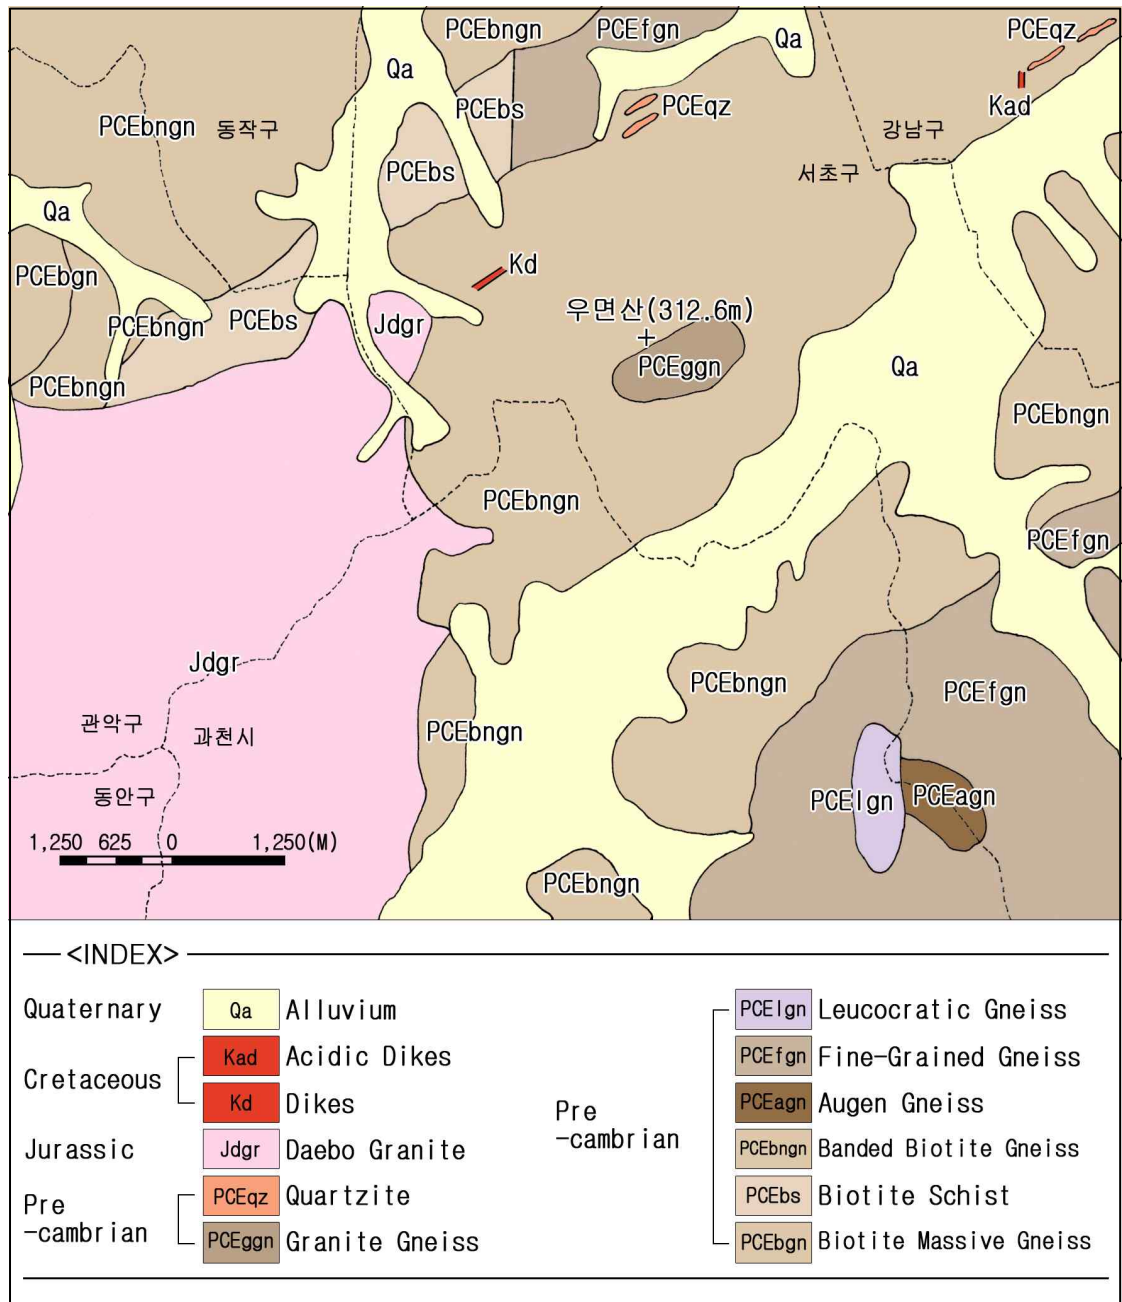 PCEbngn
PCEfgn
Qa
PCEqz
Qa
PCEbs
PCEqz
Kad
PCEbngn
동작구
강남구
PCEbs
서초구
Qa
Kd
PCEbgn
우면산(312.6m)
PCEbngn
PCEbs
Jdgr
PCEggn
Qa
PCEbngn
PCEbngn
PCEbngn
PCEfgn
Jdgr
PCEbngn
PCEfgn
관악구
과천시
PCEbngn
동안구
PCElgn
PCEagn
1,250 625 0 1,250(M)
PCEbngn
<INDEX>
Quaternary
Qa Alluvium
Cretaceous
Kad Acidic Dikes
Kd Dikes
Jurassic
Jdgr Daebo Granite
Pre
-cambrian
PCEqz Quartzite
PCEggn Granite Gneiss
Pre
-cambrian
PCElgn Leucocratic Gneiss
PCEfgn Fine-Grained Gneiss
PCEagn Augen Gneiss
PCEbngn Banded Biotite Gneiss
PCEbs Biotite Schist
PCEbgn Biotite Massive Gneiss